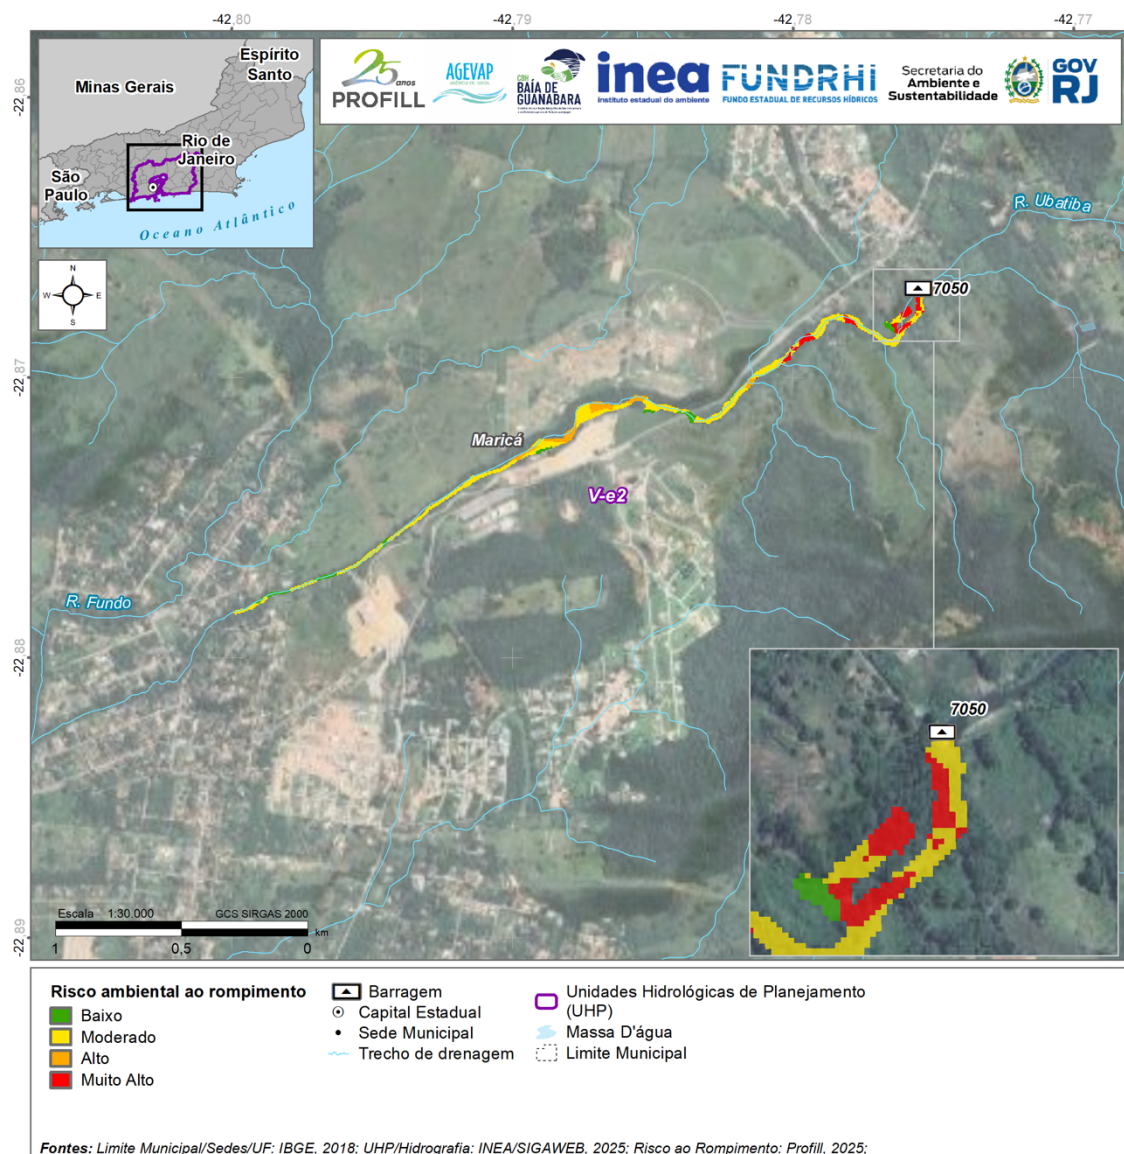 -42,80
-42,79
-42,78
-42,77
-22,86
-22,87
-22,88
-22,89
Espírito
Santo
Minas Gerais
Rio de
Janeiro
São
Paulo
Oceano Atlântico
25 anos
PROFILL
AGEVAP
CBH
BAÍA DE
GUANABARA
inea
instituto estadual do ambiente
FUNDRHI
FUNDO ESTADUAL DE RECURSOS HÍDRICOS
Secretaria do
Ambiente e
Sustentabilidade
GOV
RJ
N
W
E
S
R. Ubatiba
7050
Maricá
V-e2
R. Fundo
7050
Escala 1:30.000
GCS SIRGAS 2000
km
1
0,5
0
Risco ambiental ao rompimento
Baixo
Moderado
Alto
Muito Alto
Barragem
Capital Estadual
Sede Municipal
Trecho de drenagem
Unidades Hidrológicas de Planejamento
(UHP)
Massa D'água
Limite Municipal
Fontes: Limite Municipal/Sedes/UF: IBGE, 2018; UHP/Hidrografia: INEA/SIGAWEB, 2025; Risco ao Rompimento: Profill, 2025;